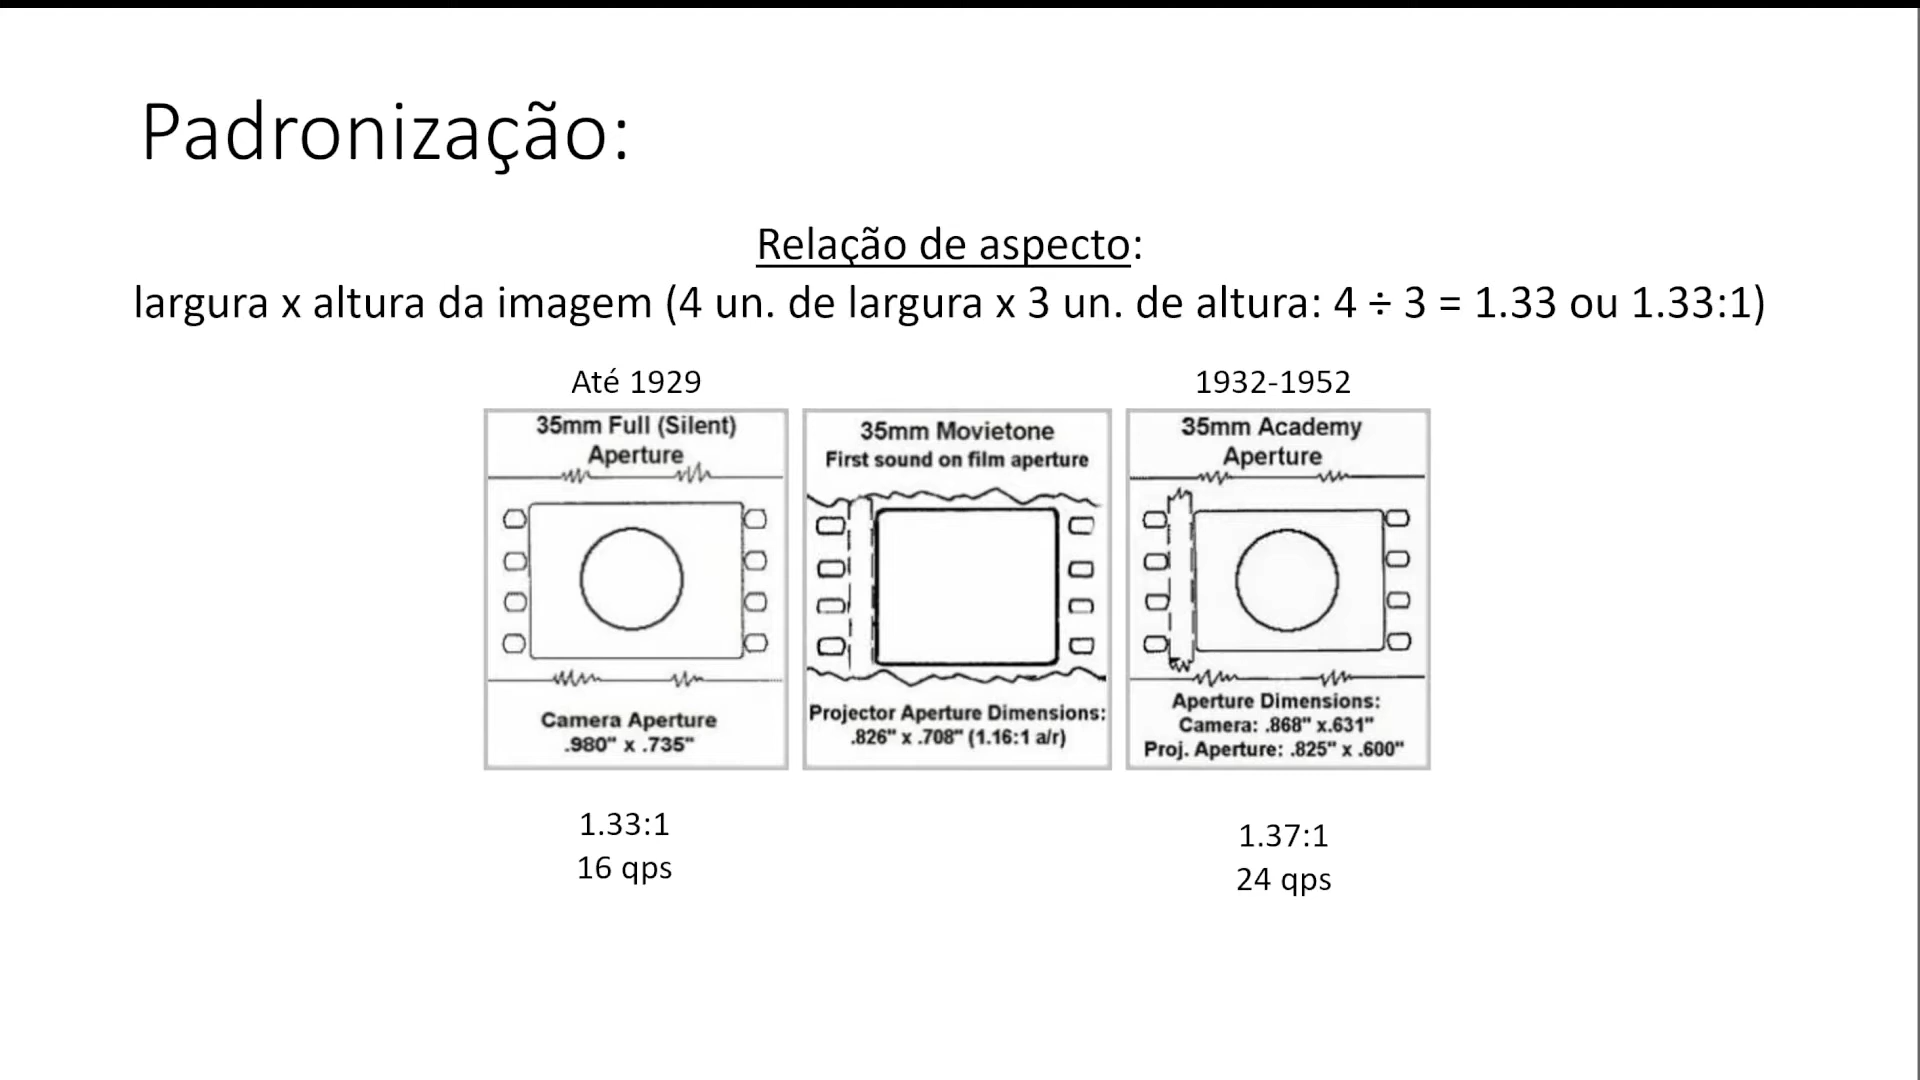 Padronização:
Relação de aspecto:
largura x altura da imagem (4 un. de largura x 3 un. de altura: 4 ÷ 3 = 1.33 ou 1.33:1)
Até 1929
35mm Full (Silent)
Aperture
Camera Aperture
.980" x .735"
1.33:1
16 qps
35mm Movietone
First sound on film aperture
Projector Aperture Dimensions:
.826" x .708" (1.16:1 a/r)
1932-1952
35mm Academy
Aperture
Aperture Dimensions:
Camera: .868" x.631"
Proj. Aperture: .825" x .600"
1.37:1
24 qps